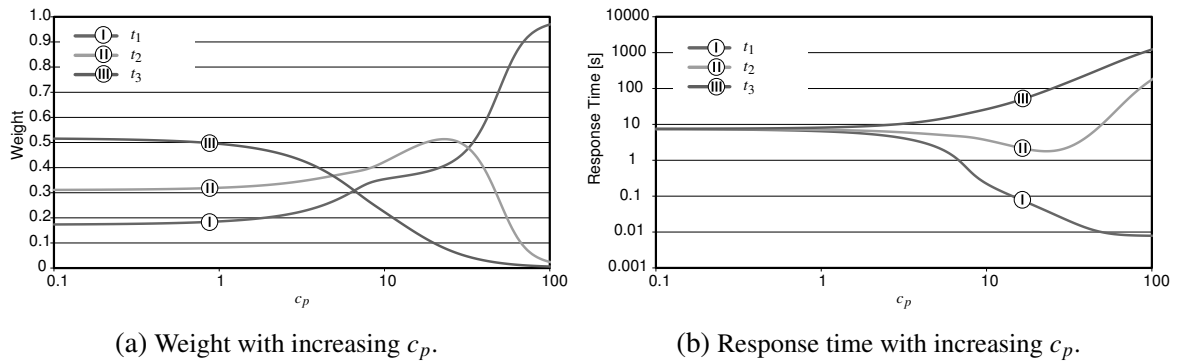 1.0
0.9
0.8
0.7
0.6
0.5
0.4
0.3
0.2
0.1
0
Weight
I t1
II t2
III t3
III
II
I
0.1 1 10 100
cp
(a) Weight with increasing cp.
10000
1000
100
10
1
0.1
0.01
0.001
Response Time [s]
I t1
II t2
III t3
III
II
I
0.1 1 10 100
cp
(b) Response time with increasing cp.